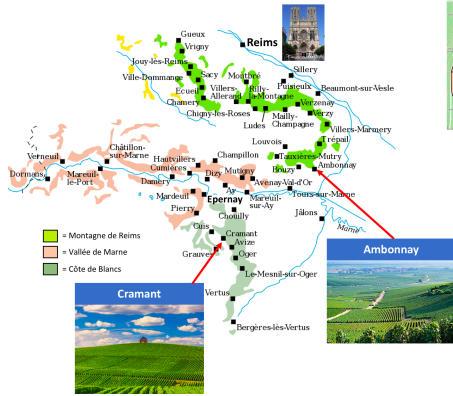 Gueux
Vrigny
Reims
Jouy-lès-Reims
Sillery
Ville-Dommange
Sacy
Montbré
Puisieulx
Ecueil
Villers-
Allerand
Rilly-
la-Montagne
Beaumont-sur-Vesle
Chamery
Verzenay
Chigny-les-Roses
Ludes
Mailly-
Champagne
Verzy
Villers-Marmery
Louvois
Trépail
Châtillon-
sur-Marne
Hautvillers
Champillon
Tauxières-Mutry
Verneuil
Cumières
Bouzy
Ambonnay
Dormans
Mareuil-
le-Port
Damery
Dizy
Mutigny
Avenay-Val-d'Or
Ay
Mardeuil
Epernay
Mareuil-
sur-Ay
Tours-sur-Marne
Pierry
Chouilly
Jâlons
Marne
Cuis
Cramant
Avize
Grauves
Oger
Le-Mesnil-sur-Oger
Vertus
Bergères-lès-Vertus
= Montagne de Reims
= Vallée de Marne
= Côte de Blancs
Cramant
Ambonnay